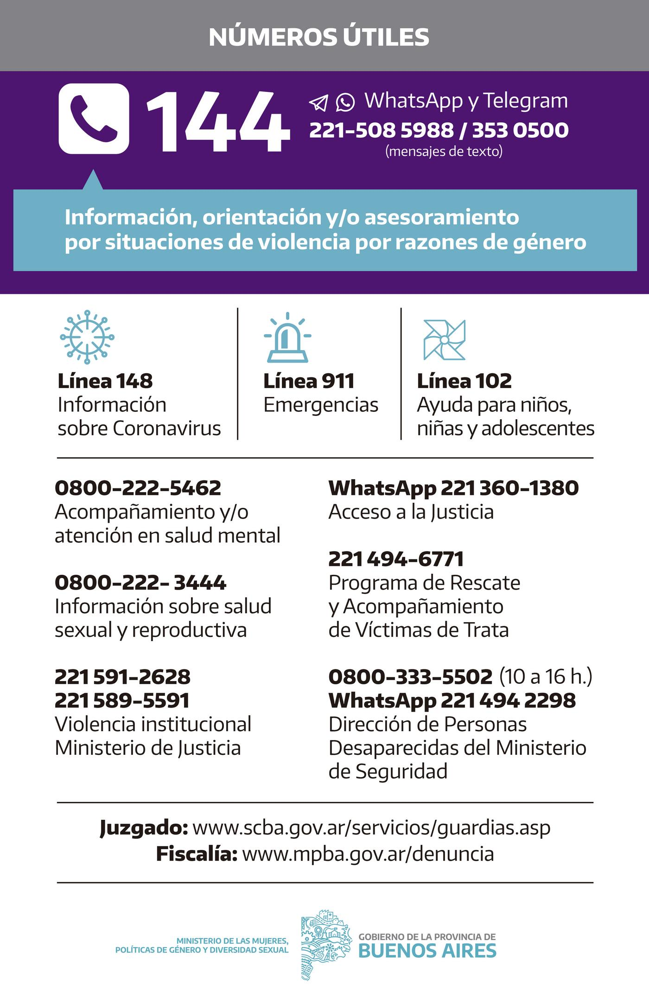 NÚMEROS ÚTILES
144
WhatsApp y Telegram
221-508 5988 / 353 0500
(mensajes de texto)
Información, orientación y/o asesoramiento
por situaciones de violencia por razones de género
Línea 148
Información
sobre Coronavirus
Línea 911
Emergencias
Línea 102
Ayuda para niños,
niñas y adolescentes
0800-222-5462
Acompañamiento y/o
atención en salud mental
0800-222- 3444
Información sobre salud
sexual y reproductiva
221 591-2628
221 589-5591
Violencia institucional
Ministerio de Justicia
WhatsApp 221 360-1380
Acceso a la Justicia
221 494-6771
Programa de Rescate
y Acompañamiento
de Víctimas de Trata
0800-333-5502 (10 a 16 h.)
WhatsApp 221 494 2298
Dirección de Personas
Desaparecidas del Ministerio
de Seguridad
Juzgado: www.scba.gov.ar/servicios/guardias.asp
Fiscalía: www.mpba.gov.ar/denuncia
MINISTERIO DE LAS MUJERES,
POLÍTICAS DE GÉNERO Y DIVERSIDAD SEXUAL
GOBIERNO DE LA PROVINCIA DE
BUENOS AIRES